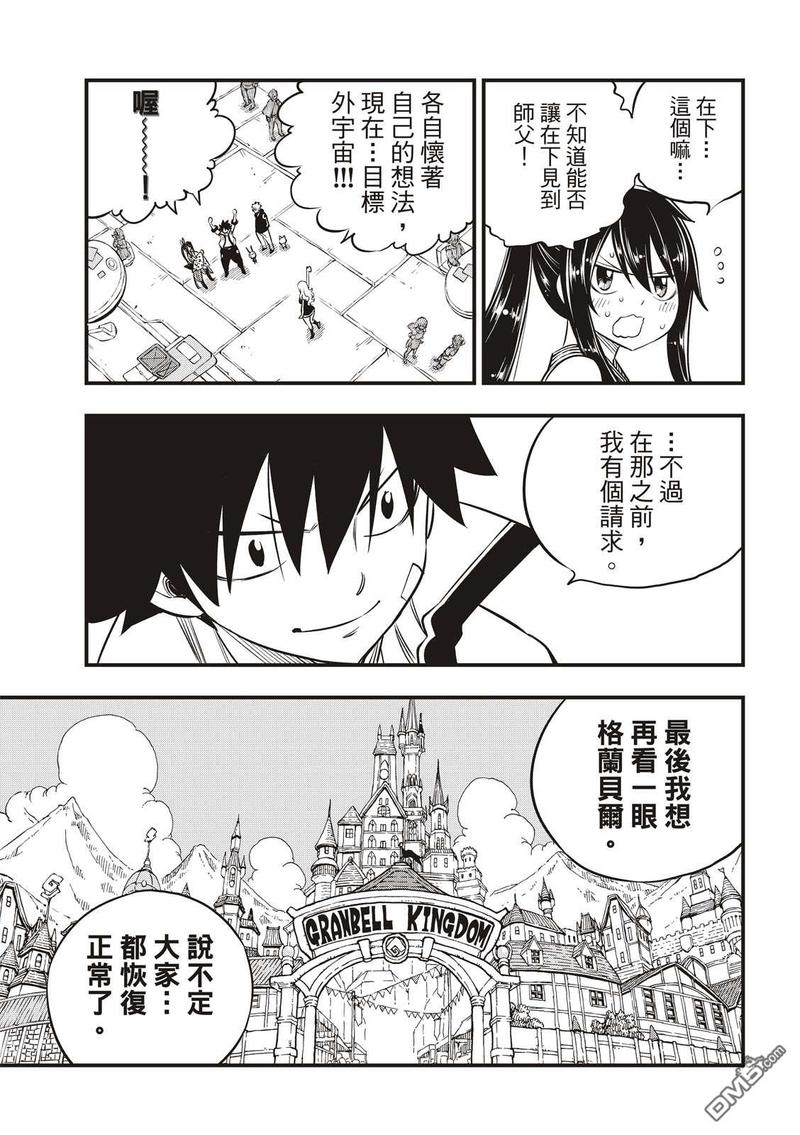 在下…
這個嘛…
不知道能否
讓在下見到
師父！
各自懷著
自己的想法，
現在…目標
外宇宙!!!
喔～～～！
…不過
在那之前，
我有個請求。
最後我想
再看一眼
格蘭貝爾。
GRANBELL KINGDOM
說不定
大家…
都恢復
正常了。
DM5.com